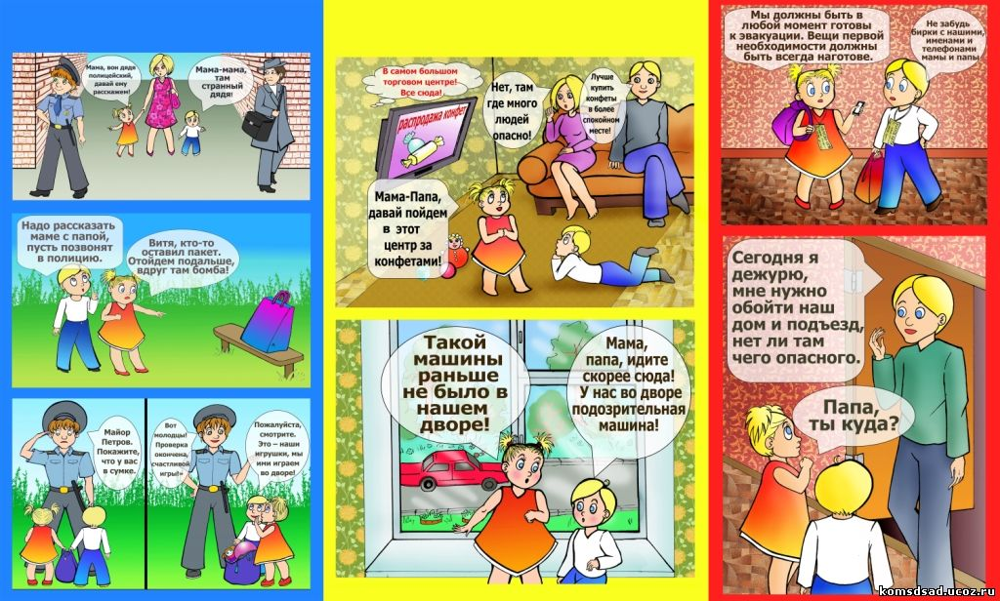 Мама, вон дядя
полицейский,
давай ему
расскажем!
Мама-мама,
там
странный
дядя!
Надо рассказать
маме с папой,
пусть позвонят
в полицию.
Витя, кто-то
оставил пакет.
Отойдем подальше,
вдруг там бомба!
Майор
Петров.
Покажите,
что у вас
в сумке.
Вот
молодцы!
Проверка
окончена,
счастливой
игры!
Пожалуйста,
смотрите.
Это – наши
игрушки, мы
ими играем
во дворе!
В самом большом
торговом центре!
Все сюда!
распродажа конфет
Нет, там
где много
людей
опасно!
Лучше
купить
конфеты
в более
спокойном
месте!
Мама-Папа,
давай пойдем
в этот
центр за
конфетами!
Такой
машины
раньше
не было в
нашем
дворе!
Мама,
папа, идите
скорее сюда!
У нас во дворе
подозрительная
машина!
Мы должны быть в
любой момент готовы
к эвакуации. Вещи первой
необходимости должны
быть всегда наготове.
Не забудь
бирки с нашими
именами и
телефонами
мамы и папы
Сегодня я
дежурю,
мне нужно
обойти наш
дом и подъезд,
нет ли там
чего опасного.
Папа,
ты куда?
komsdsad.ucoz.ru